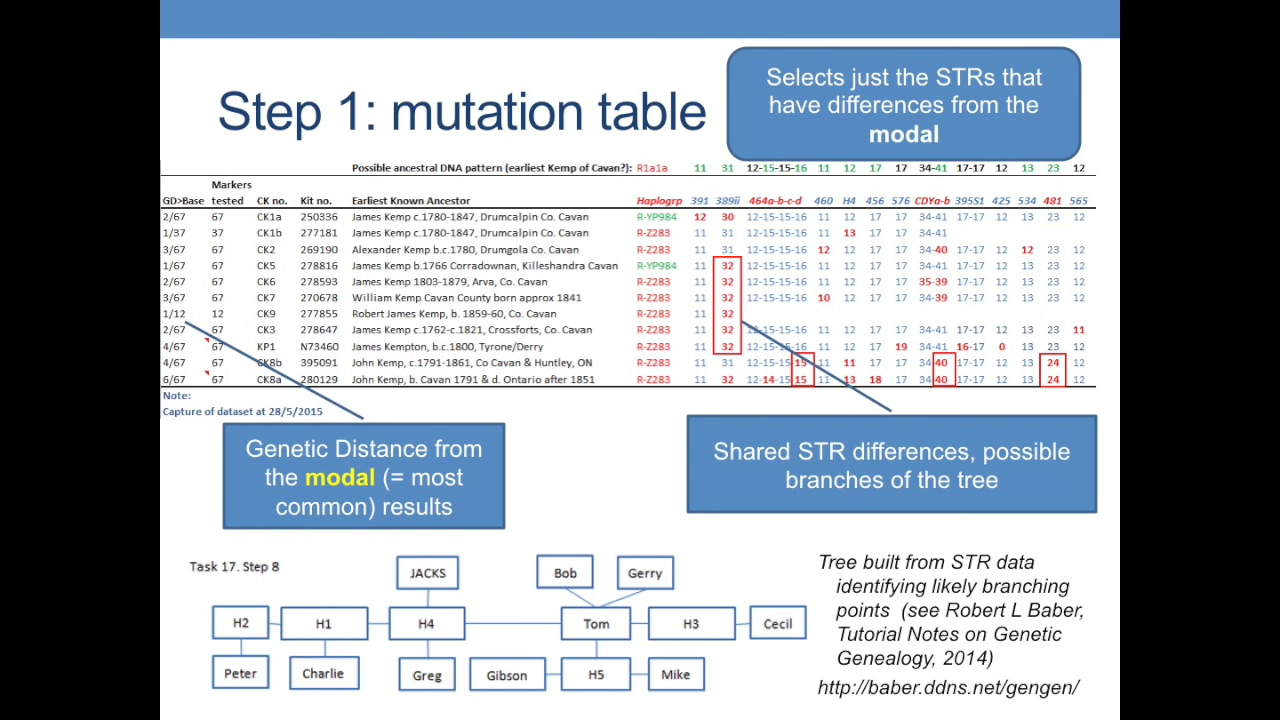 Step 1: mutation table
Selects just the STRs that
have differences from the
modal
Possible ancestral DNA pattern (earliest Kemp of Cavan?): R1a1a 11 31 12-15-15-16 11 12 17 17 34-41 17-17 12 13 23 12
Markers
GD>Base tested CK no. Kit no. Earliest Known Ancestor Haplogrp 391 389ii 464a-b-c-d 460 H4 456 576 CDYa-b 395S1 425 534 481 565
2/67 67 CK1a 250336 James Kemp c.1780-1847, Drumcalpin Co. Cavan R-YP984 12 30 12-15-15-16 11 12 17 17 34-41 17-17 12 13 23 12
1/37 37 CK1b 277181 James Kemp c.1780-1847, Drumcalpin Co. Cavan R-Z283 11 31 12-15-15-16 11 13 17 17 34-41
3/67 67 CK2 269190 Alexander Kemp b.c.1780, Drumgola Co. Cavan R-Z283 11 31 12-15-15-16 12 12 17 17 34-40 17-17 12 12 23 12
1/67 67 CK5 278816 James Kemp b.1766 Corradownan, Killeshandra Cavan R-YP984 11 32 12-15-15-16 11 12 17 17 34-41 17-17 12 13 23 12
2/67 67 CK6 278593 James Kemp 1803-1879, Arva, Co. Cavan R-Z283 11 32 12-15-15-16 11 12 17 17 35-39 17-17 12 13 23 12
3/67 67 CK7 270678 William Kemp Cavan County born approx 1841 R-Z283 11 32 12-15-15-16 10 12 17 17 34-39 17-17 12 13 23 12
1/12 12 CK9 277855 Robert James Kemp, b. 1859-60, Co. Cavan R-Z283 11 32
2/67 67 CK3 278647 James Kemp c.1762-c.1821, Crossforts, Co. Cavan R-Z283 11 32 12-15-15-16 11 12 17 17 34-41 17-17 12 13 23 11
4/67 67 KP1 N73460 James Kempton, b.c.1800, Tyrone/Derry R-Z283 11 32 12-15-15-16 11 12 17 19 34-41 16-17 0 13 23 12
4/67 67 CK8b 395091 John Kemp, c.1791-1861, Co Cavan & Huntley, ON R-Z283 11 31 12-15-15-15 11 11 17 17 34-40 17-17 12 13 24 12
6/67 67 CK8a 280129 John Kemp, b. Cavan 1791 & d. Ontario after 1851 R-Z283 11 32 12-14-15-15 11 13 18 17 34-40 17-17 12 13 24 12
Note:
Capture of dataset at 28/5/2015
Genetic Distance from
the modal (= most
common) results
Shared STR differences, possible
branches of the tree
Task 17. Step 8
JACKS Bob Gerry
H2 H1 H4 Tom H3 Cecil
Peter Charlie Greg Gibson H5 Mike
Tree built from STR data
identifying likely branching
points (see Robert L Baber,
Tutorial Notes on Genetic
Genealogy, 2014)
http://baber.ddns.net/gengen/